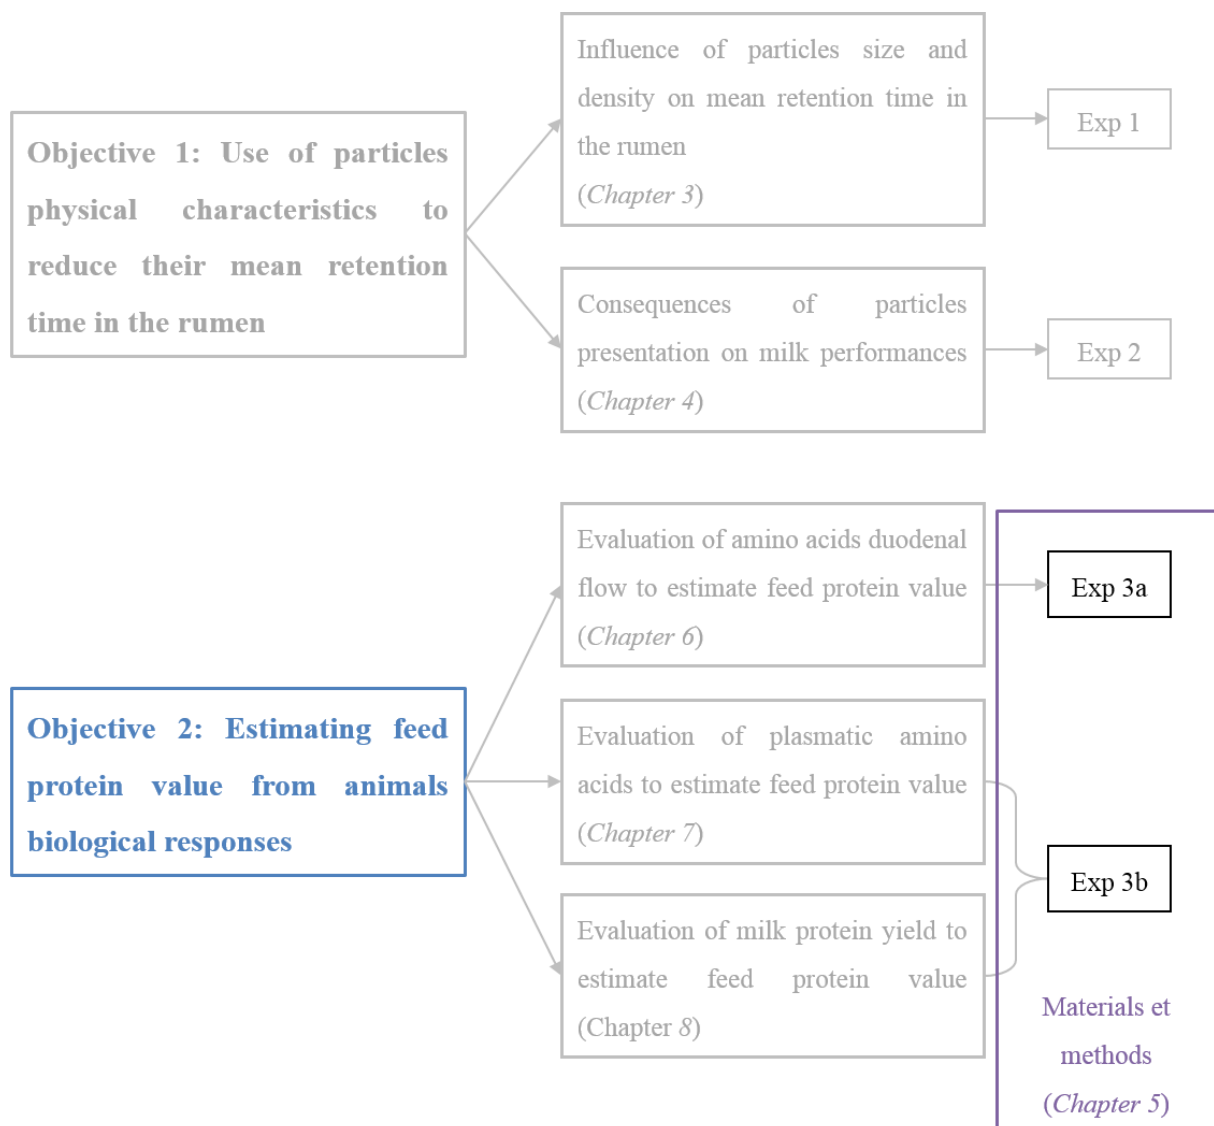 Influence of particles size and
density on mean retention time in
the rumen
(Chapter 3)
Exp 1
Objective 1: Use of particles
physical characteristics to
reduce their mean retention
time in the rumen
Consequences of particles
presentation on milk performances
(Chapter 4)
Exp 2
Evaluation of amino acids duodenal
flow to estimate feed protein value
(Chapter 6)
Exp 3a
Objective 2: Estimating feed
protein value from animals
biological responses
Evaluation of plasmatic amino
acids to estimate feed protein value
(Chapter 7)
Exp 3b
Evaluation of milk protein yield to
estimate feed protein value
(Chapter 8)
Materials et
methods
(Chapter 5)